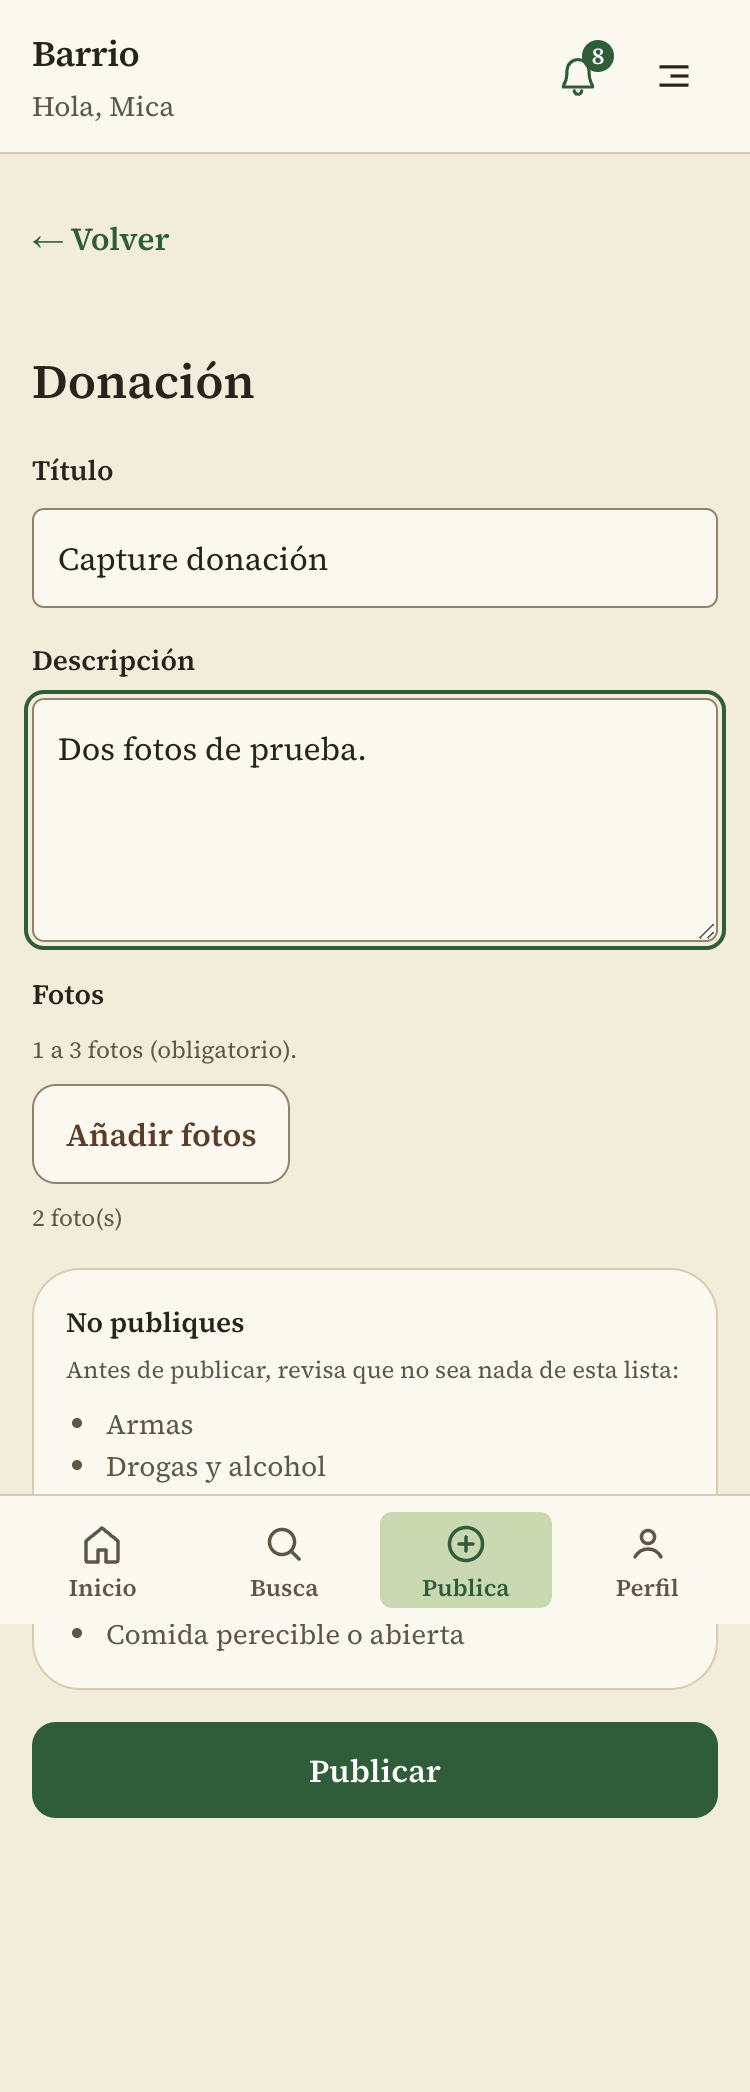 Barrio
8
Hola, Mica
← Volver
Donación
Título
Capture donación
Descripción
Dos fotos de prueba.
Fotos
1 a 3 fotos (obligatorio).
Añadir fotos
2 foto(s)
No publiques
Antes de publicar, revisa que no sea nada de esta lista:
• Armas
• Drogas y alcohol
Inicio
Busca
Publica
Perfil
• Comida perecible o abierta
Publicar